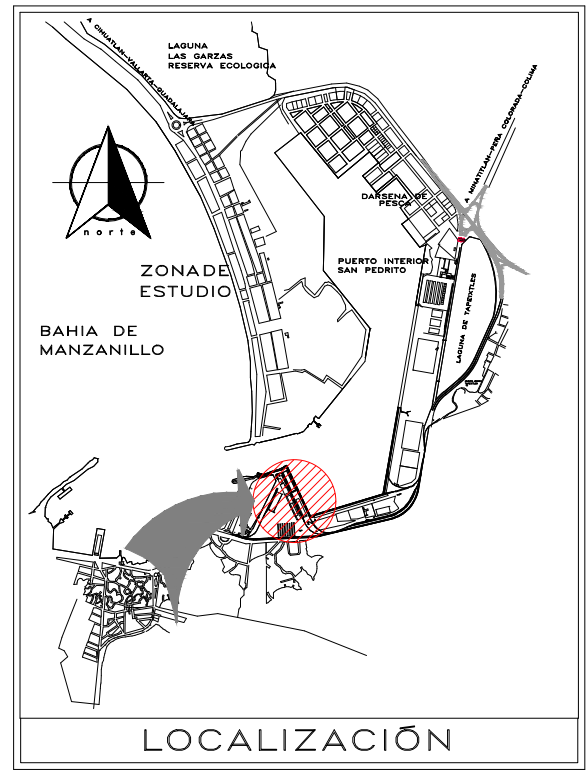 A CIHUATLAN-VALLARTA-GUADALAJARA
LAGUNA
LAS GARZAS
RESERVA ECOLOGICA
A MINATITLAN-PEÑA COLORADA-COLIMA
DARSENA DE
PESCA
norte
PUERTO INTERIOR
SAN PEDRITO
ZONA DE
ESTUDIO
LAGUNA DE TAPEIXTLES
BAHIA DE
MANZANILLO
LOCALIZACIÓN